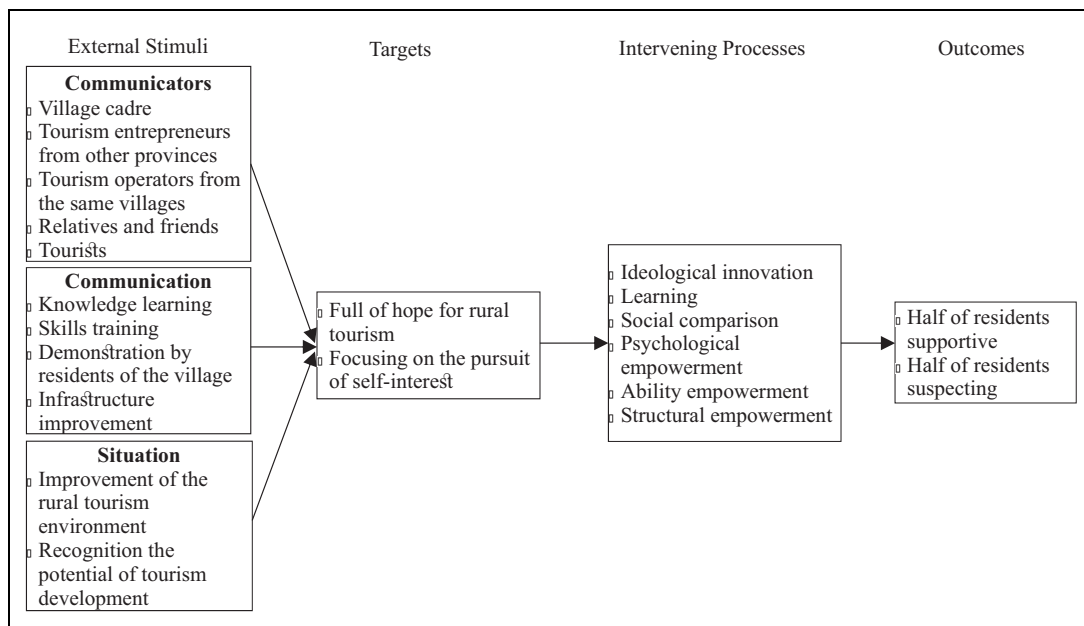 External Stimuli
Targets
Intervening Processes
Outcomes
Communicators
Village cadre
Tourism entrepreneurs
from other provinces
Tourism operators from
the same villages
Relatives and friends
Tourists
Communication
Knowledge learning
Skills training
Demonstration by
residents of the village
Infrastructure
improvement
Situation
Improvement of the
rural tourism
environment
Recognition the
potential of tourism
development
Full of hope for rural
tourism
Focusing on the pursuit
of self-interest
Ideological innovation
Learning
Social comparison
Psychological
empowerment
Ability empowerment
Structural empowerment
Half of residents
supportive
Half of residents
suspecting